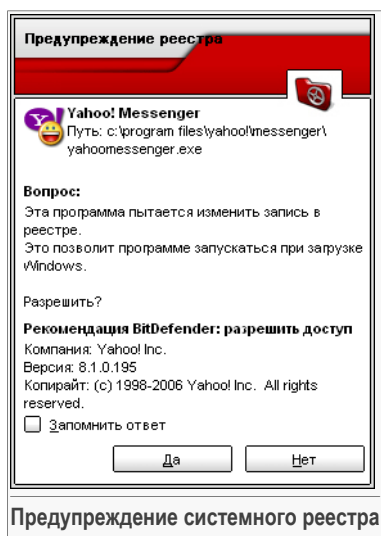 Предупреждение реестра
Yahoo! Messenger
Путь: c:\program files\yahoo!\messenger\
yahoomessenger.exe
Вопрос:
Эта программа пытается изменить запись в
реестре.
Это позволит программе запускаться при загрузке
Windows.
Разрешить?
Рекомендация BitDefender: разрешить доступ
Компания: Yahoo! Inc.
Версия: 8.1.0.195
Копирайт: (c) 1998-2006 Yahoo! Inc. All rights
reserved.
Запомнить ответ
Да
Нет
Предупреждение системного реестра